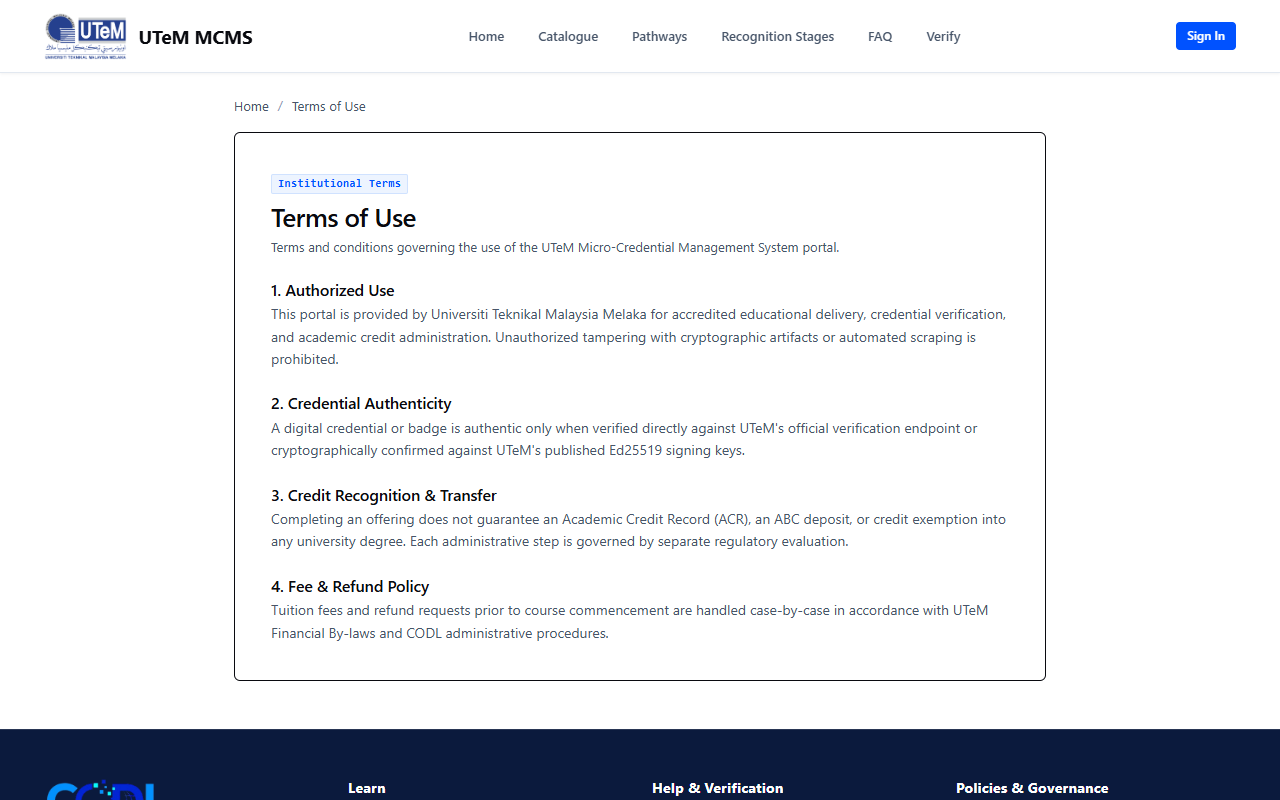 UTeM
UNIVERSITI TEKNIKAL MALAYSIA MELAKA
UTeM MCMS
Home
Catalogue
Pathways
Recognition Stages
FAQ
Verify
Sign In
Home / Terms of Use
Institutional Terms
Terms of Use
Terms and conditions governing the use of the UTeM Micro-Credential Management System portal.
1. Authorized Use
This portal is provided by Universiti Teknikal Malaysia Melaka for accredited educational delivery, credential verification,
and academic credit administration. Unauthorized tampering with cryptographic artifacts or automated scraping is
prohibited.
2. Credential Authenticity
A digital credential or badge is authentic only when verified directly against UTeM's official verification endpoint or
cryptographically confirmed against UTeM's published Ed25519 signing keys.
3. Credit Recognition & Transfer
Completing an offering does not guarantee an Academic Credit Record (ACR), an ABC deposit, or credit exemption into
any university degree. Each administrative step is governed by separate regulatory evaluation.
4. Fee & Refund Policy
Tuition fees and refund requests prior to course commencement are handled case-by-case in accordance with UTeM
Financial By-laws and CODL administrative procedures.
CODL
Learn
Help & Verification
Policies & Governance